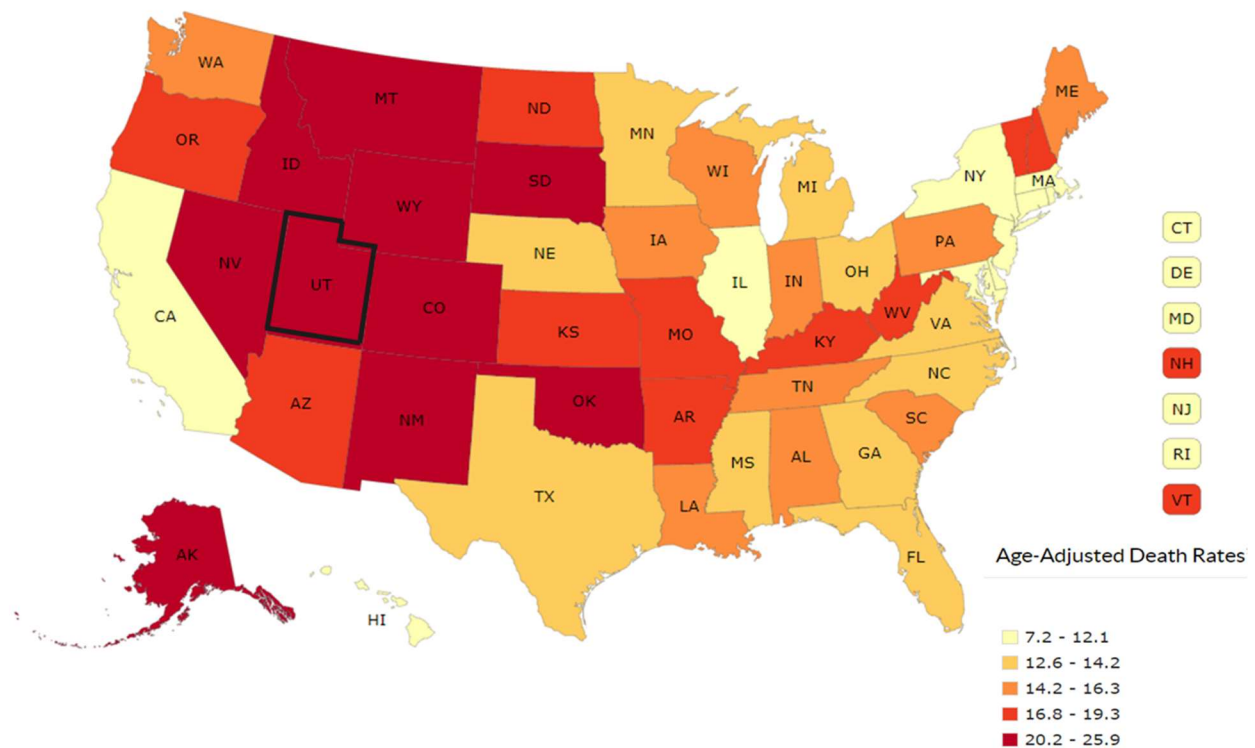 WA
MT
ND
MN
ME
OR
ID
SD
WI
MI
NY
MA
WY
NV
UT
CO
NE
IA
IL
IN
OH
PA
CA
KS
MO
KY
WV
VA
AZ
NM
OK
AR
TN
NC
SC
TX
LA
MS
AL
GA
FL
AK
HI
CT
DE
MD
NH
NJ
RI
VT
Age-Adjusted Death Rates
7.2 - 12.1
12.6 - 14.2
14.2 - 16.3
16.8 - 19.3
20.2 - 25.9